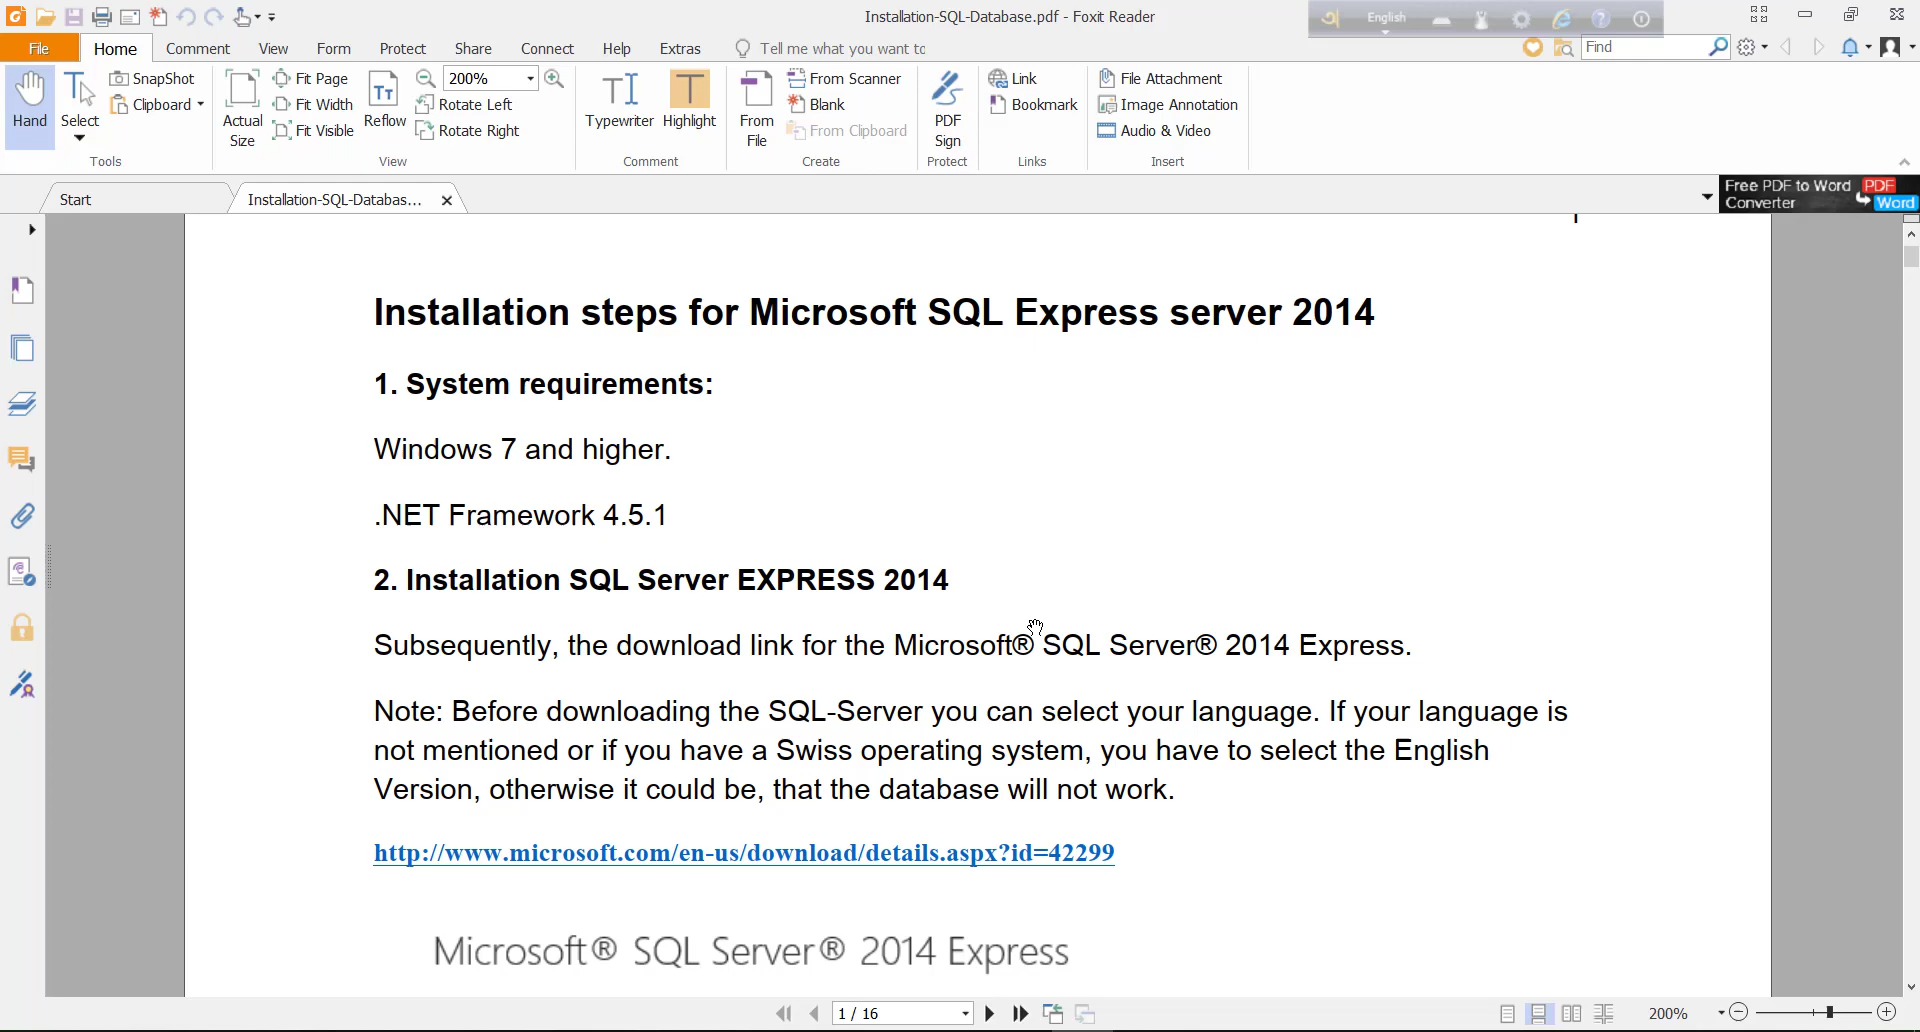 Installation-SQL-Database.pdf - Foxit Reader
English
File Home Comment View Form Protect Share Connect Help Extras Tell me what you want to
Find
Hand
Select
SnapShot
Clipboard
Tools
Actual
Size
Fit Page
Fit Width
Fit Visible
Reflow
200%
Rotate Left
Rotate Right
View
Typewriter
Highlight
Comment
From
File
From Scanner
Blank
From Clipboard
Create
PDF
Sign
Protect
Link
Bookmark
Links
File Attachment
Image Annotation
Audio & Video
Insert
Start
Installation-SQL-Databas...
Free PDF to Word
Converter
PDF
Word
Installation steps for Microsoft SQL Express server 2014
1. System requirements:
Windows 7 and higher.
.NET Framework 4.5.1
2. Installation SQL Server EXPRESS 2014
Subsequently, the download link for the Microsoft® SQL Server® 2014 Express.
Note: Before downloading the SQL-Server you can select your language. If your language is
not mentioned or if you have a Swiss operating system, you have to select the English
Version, otherwise it could be, that the database will not work.
http://www.microsoft.com/en-us/download/details.aspx?id=42299
Microsoft® SQL Server® 2014 Express
1 / 16
200%